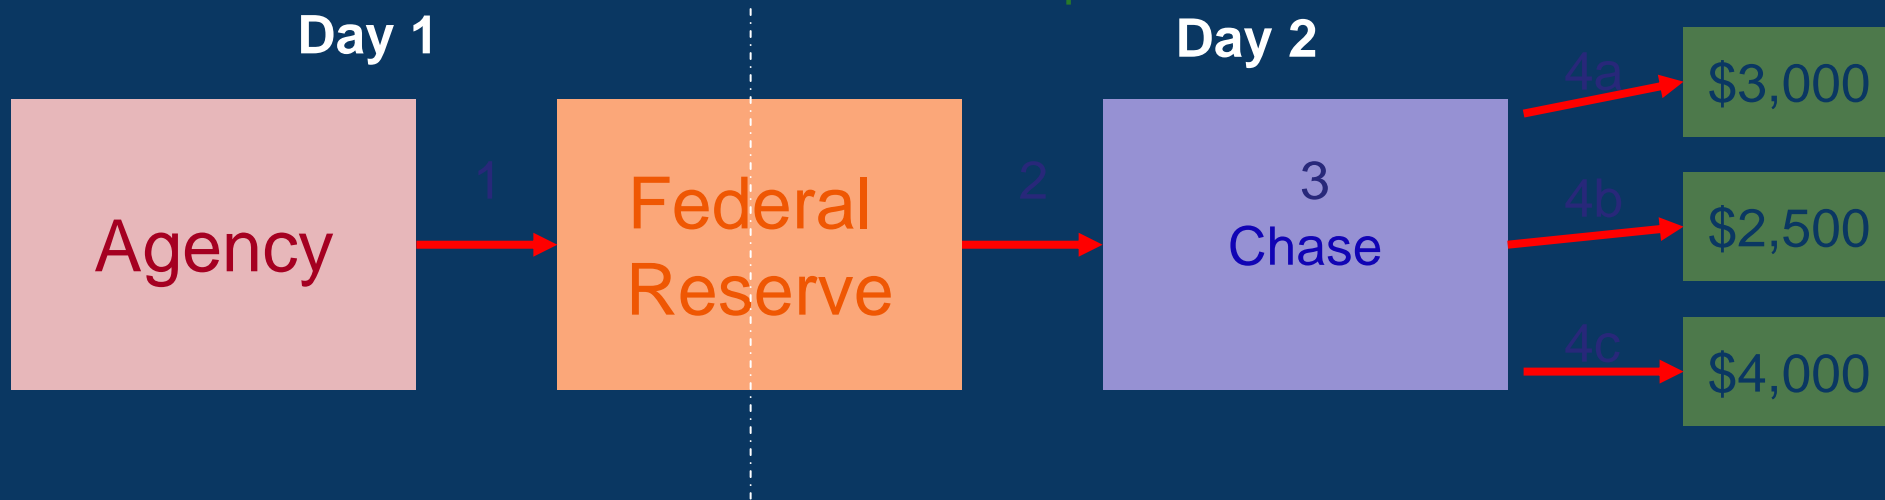 Day 1
Day 2
Agency
1
Federal
Reserve
2
3
Chase
4a
$3,000
4b
$2,500
4c
$4,000